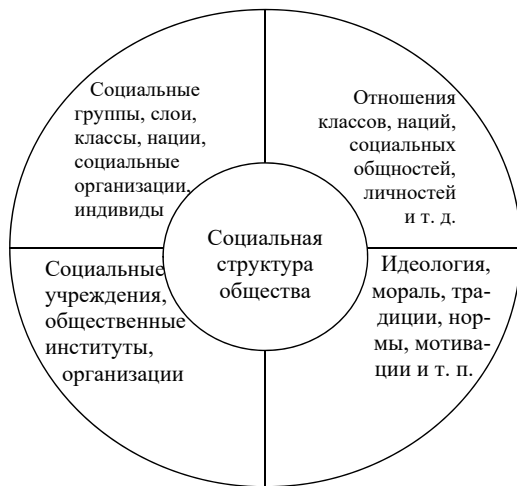 Социальные
группы, слои,
классы, нации,
социальные
организации,
индивиды
Отношения
классов, наций,
социальных
общностей,
личностей
и т. д.
Социальная
структура
общества
Социальные
учреждения,
общественные
институты,
организации
Идеология,
мораль, тра-
диции, нор-
мы, мотива-
ции и т. п.